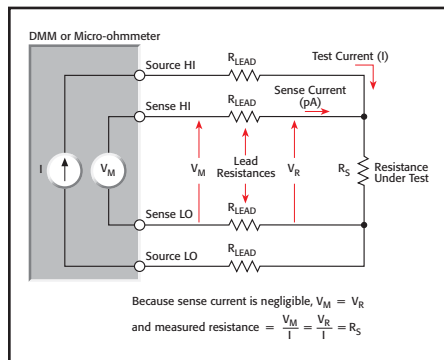 DMM or Micro-ohmmeter
Source HI
RLEAD
Test Current (I)
Sense HI
RLEAD
Sense Current
(pA)
I
VM
VM
Lead
Resistances
VR
RS
Resistance
Under Test
Sense LO
RLEAD
Source LO
RLEAD
Because sense current is negligible, VM = VR
and measured resistance = VM/I = VR/I = RS